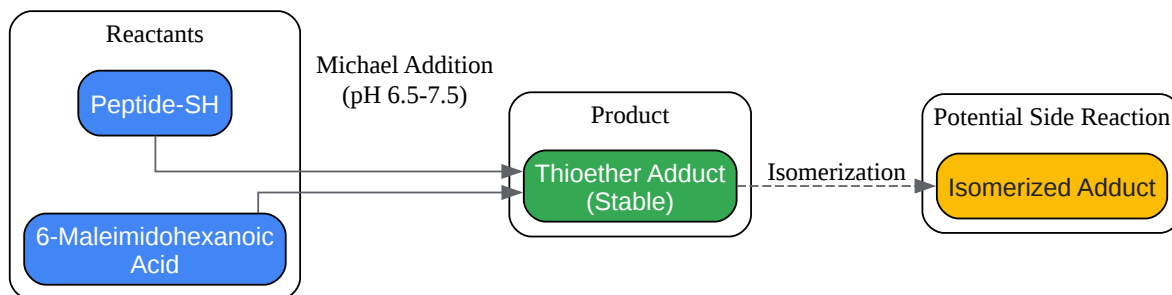 Reactants
Peptide-SH
6-Maleimidohexanoic
Acid
Michael Addition
(pH 6.5-7.5)
Product
Thioether Adduct
(Stable)
Isomerization
Potential Side Reaction
Isomerized Adduct